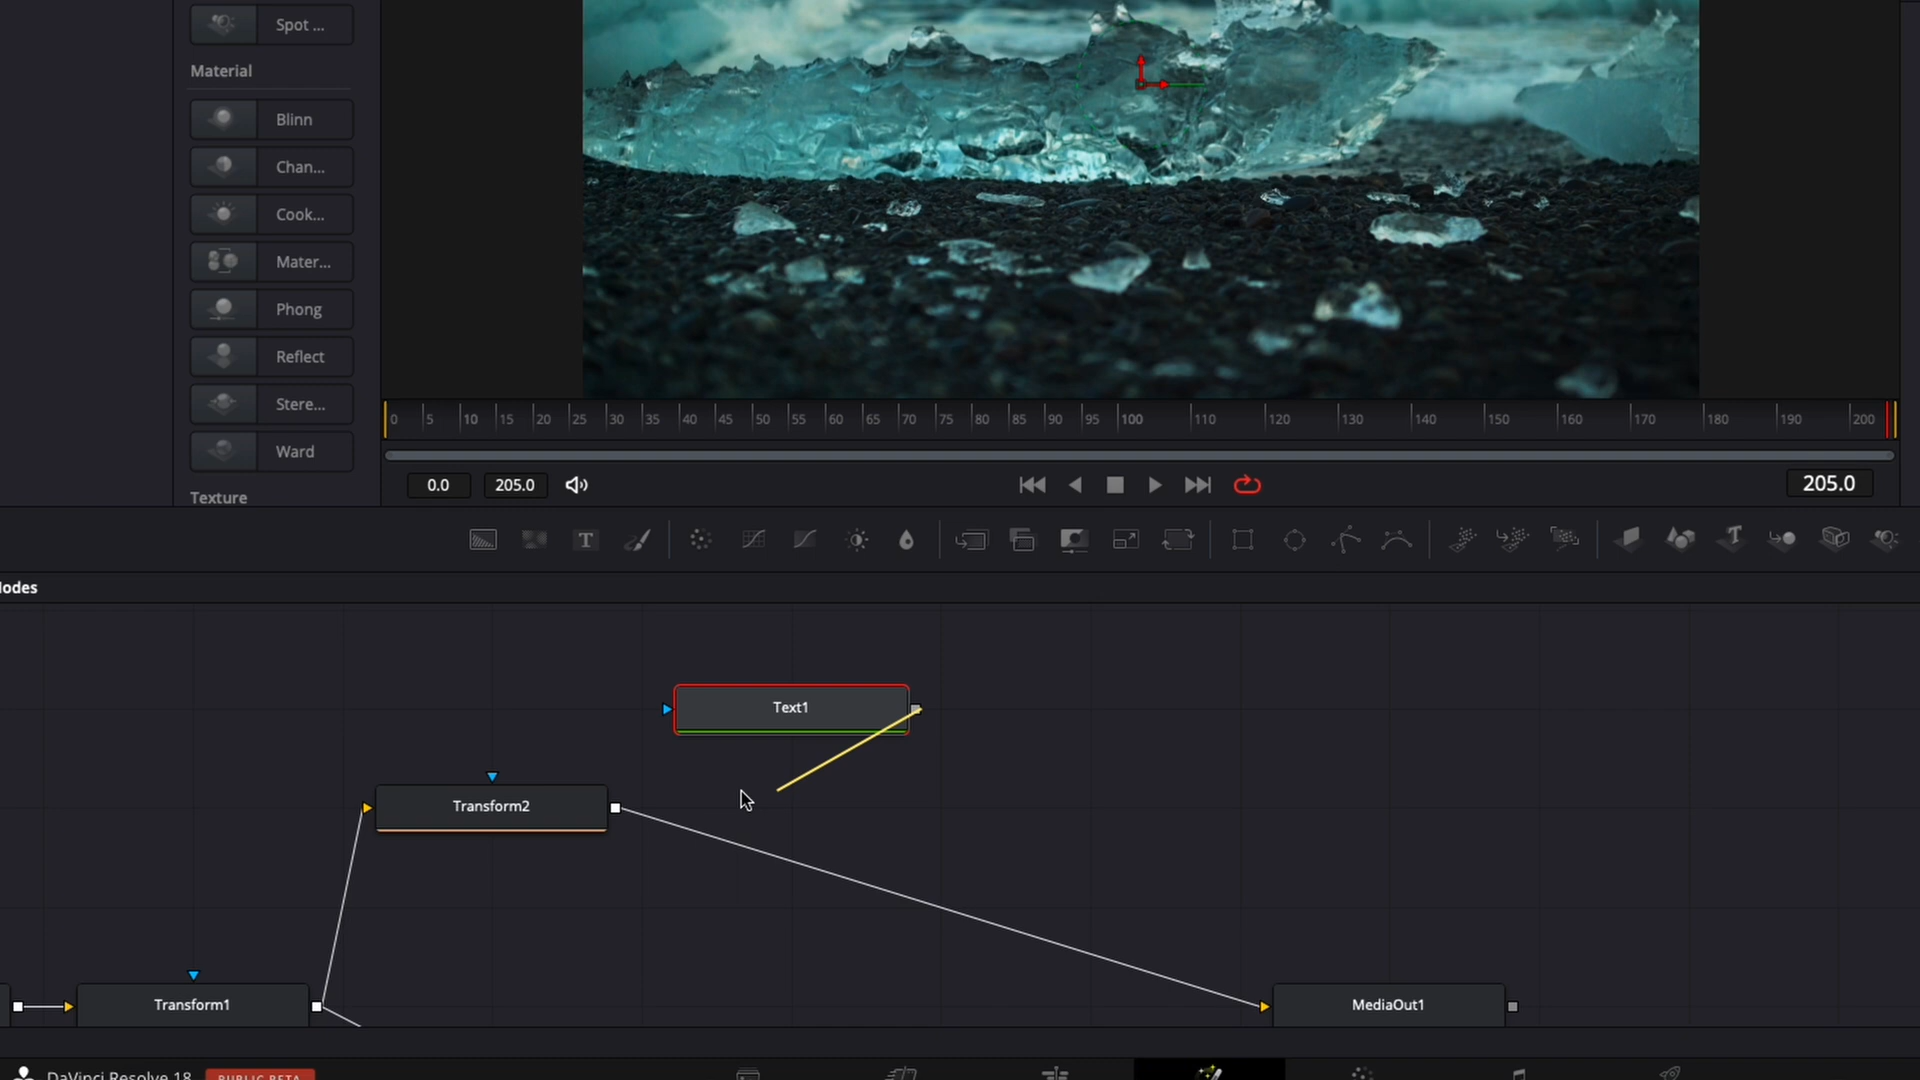 Spot ...
Material
Blinn
Chan...
Cook...
Mater...
Phong
Reflect
Stere...
Ward
Texture
0 5 10 15 20 25 30 35 40 45 50 55 60 65 70 75 80 85 90 95 100 110 120 130 140 150 160 170 180 190 200
0.0 205.0 205.0
T T
lodes
Text1
Transform2
Transform1
MediaOut1
DaVinci Resolve 18 PUBLIC BETA